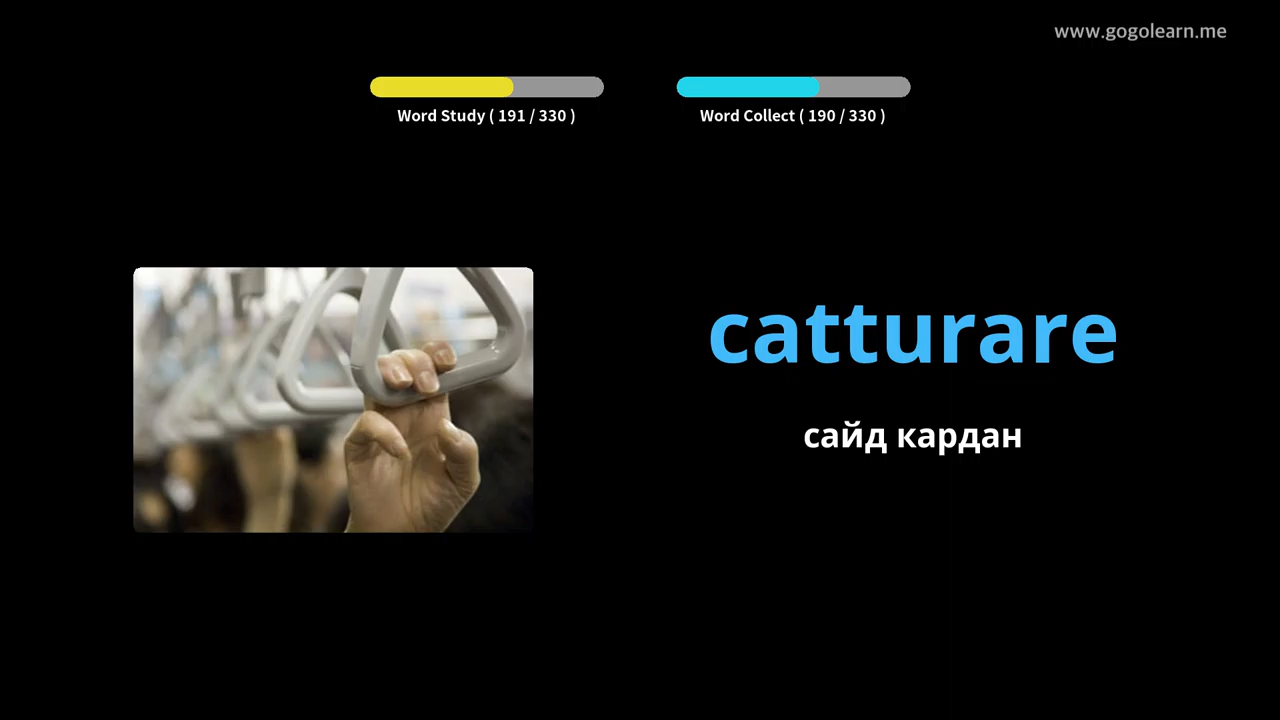 www.gogolearn.me
Word Study ( 191 / 330 )
Word Collect ( 190 / 330 )
catturare
сайд кардан